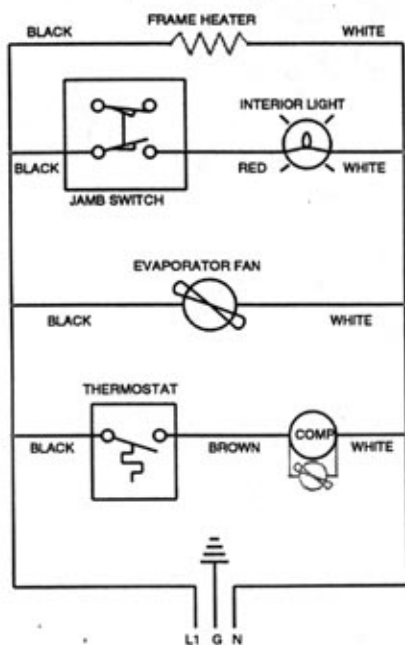 FRAME HEATER
BLACK WHITE
INTERIOR LIGHT
BLACK RED WHITE
JAMB SWITCH
EVAPORATOR FAN
BLACK WHITE
THERMOSTAT
COMP
BLACK BROWN WHITE
L1 G N